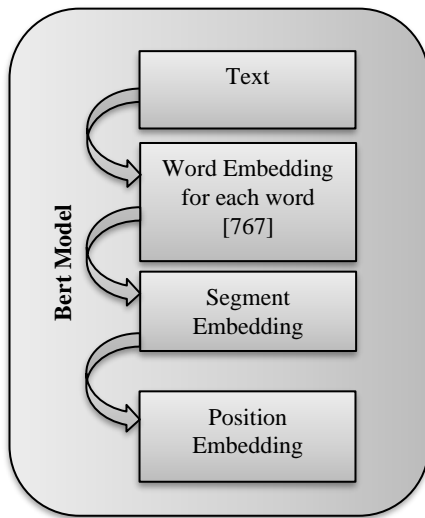 Text
Word Embedding
for each word
[767]
Bert Model
Segment
Embedding
Position
Embedding